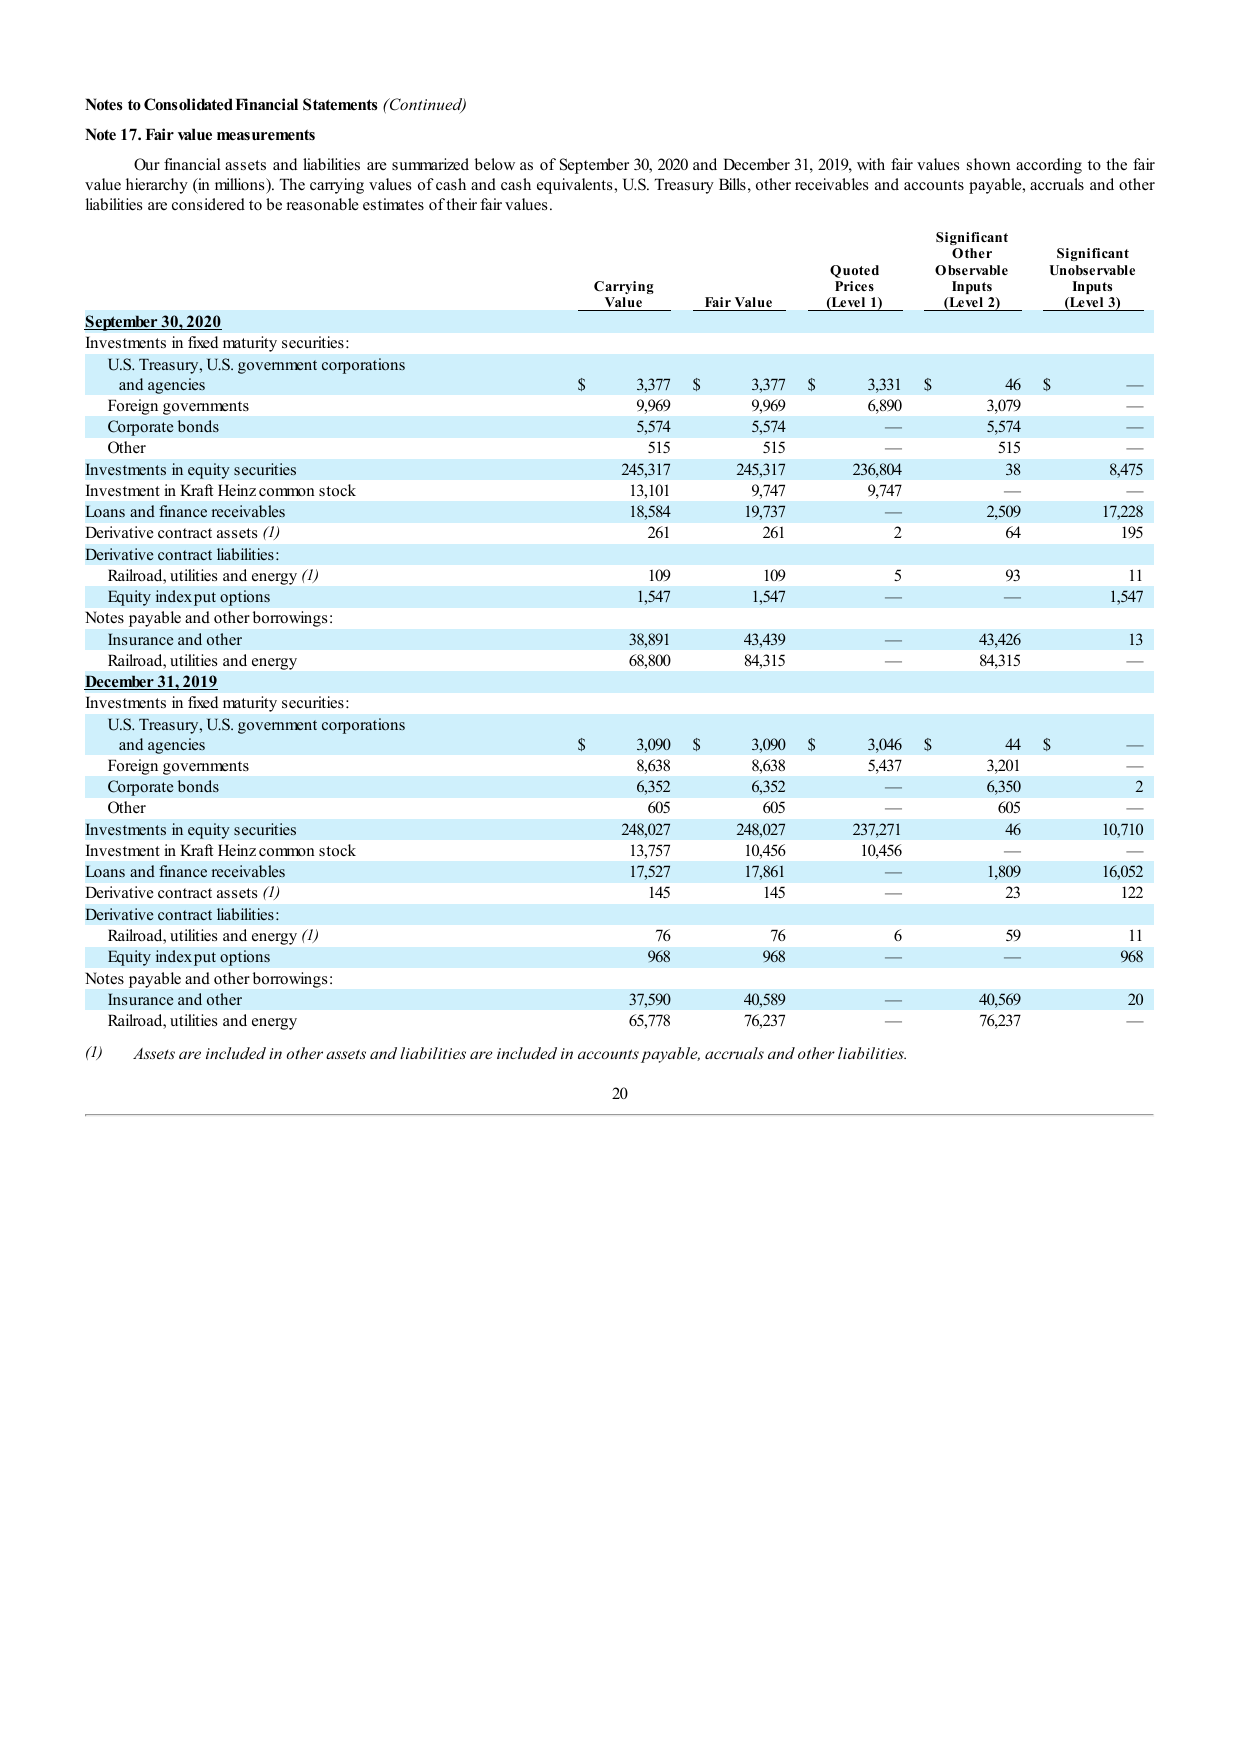 Notes to Consolidated Financial Statements (Continued)
Note 17. Fair value measurements
Our financial assets and liabilities are summarized below as of September 30, 2020 and December 31, 2019, with fair values shown according to the fair
value hierarchy (in millions). The carrying values of cash and cash equivalents, U.S. Treasury Bills, other receivables and accounts payable, accruals and other
liabilities are considered to be reasonable estimates of their fair values.
Carrying Value Fair Value Quoted Prices (Level 1) Significant Other Observable Inputs (Level 2) Significant Unobservable Inputs (Level 3)
September 30, 2020
Investments in fixed maturity securities:
U.S. Treasury, U.S. government corporations
and agencies $ 3,377 $ 3,377 $ 3,331 $ 46 $ —
Foreign governments 9,969 9,969 6,890 3,079 —
Corporate bonds 5,574 5,574 — 5,574 —
Other 515 515 — 515 —
Investments in equity securities 245,317 245,317 236,804 38 8,475
Investment in Kraft Heinz common stock 13,101 9,747 9,747 — —
Loans and finance receivables 18,584 19,737 — 2,509 17,228
Derivative contract assets (1) 261 261 2 64 195
Derivative contract liabilities:
Railroad, utilities and energy (1) 109 109 5 93 11
Equity index put options 1,547 1,547 — — 1,547
Notes payable and other borrowings:
Insurance and other 38,891 43,439 — 43,426 13
Railroad, utilities and energy 68,800 84,315 — 84,315 —
December 31, 2019
Investments in fixed maturity securities:
U.S. Treasury, U.S. government corporations
and agencies $ 3,090 $ 3,090 $ 3,046 $ 44 $ —
Foreign governments 8,638 8,638 5,437 3,201 —
Corporate bonds 6,352 6,352 — 6,350 2
Other 605 605 — 605 —
Investments in equity securities 248,027 248,027 237,271 46 10,710
Investment in Kraft Heinz common stock 13,757 10,456 10,456 — —
Loans and finance receivables 17,527 17,861 — 1,809 16,052
Derivative contract assets (1) 145 145 — 23 122
Derivative contract liabilities:
Railroad, utilities and energy (1) 76 76 6 59 11
Equity index put options 968 968 — — 968
Notes payable and other borrowings:
Insurance and other 37,590 40,589 — 40,569 20
Railroad, utilities and energy 65,778 76,237 — 76,237 —
(1) Assets are included in other assets and liabilities are included in accounts payable, accruals and other liabilities.
20